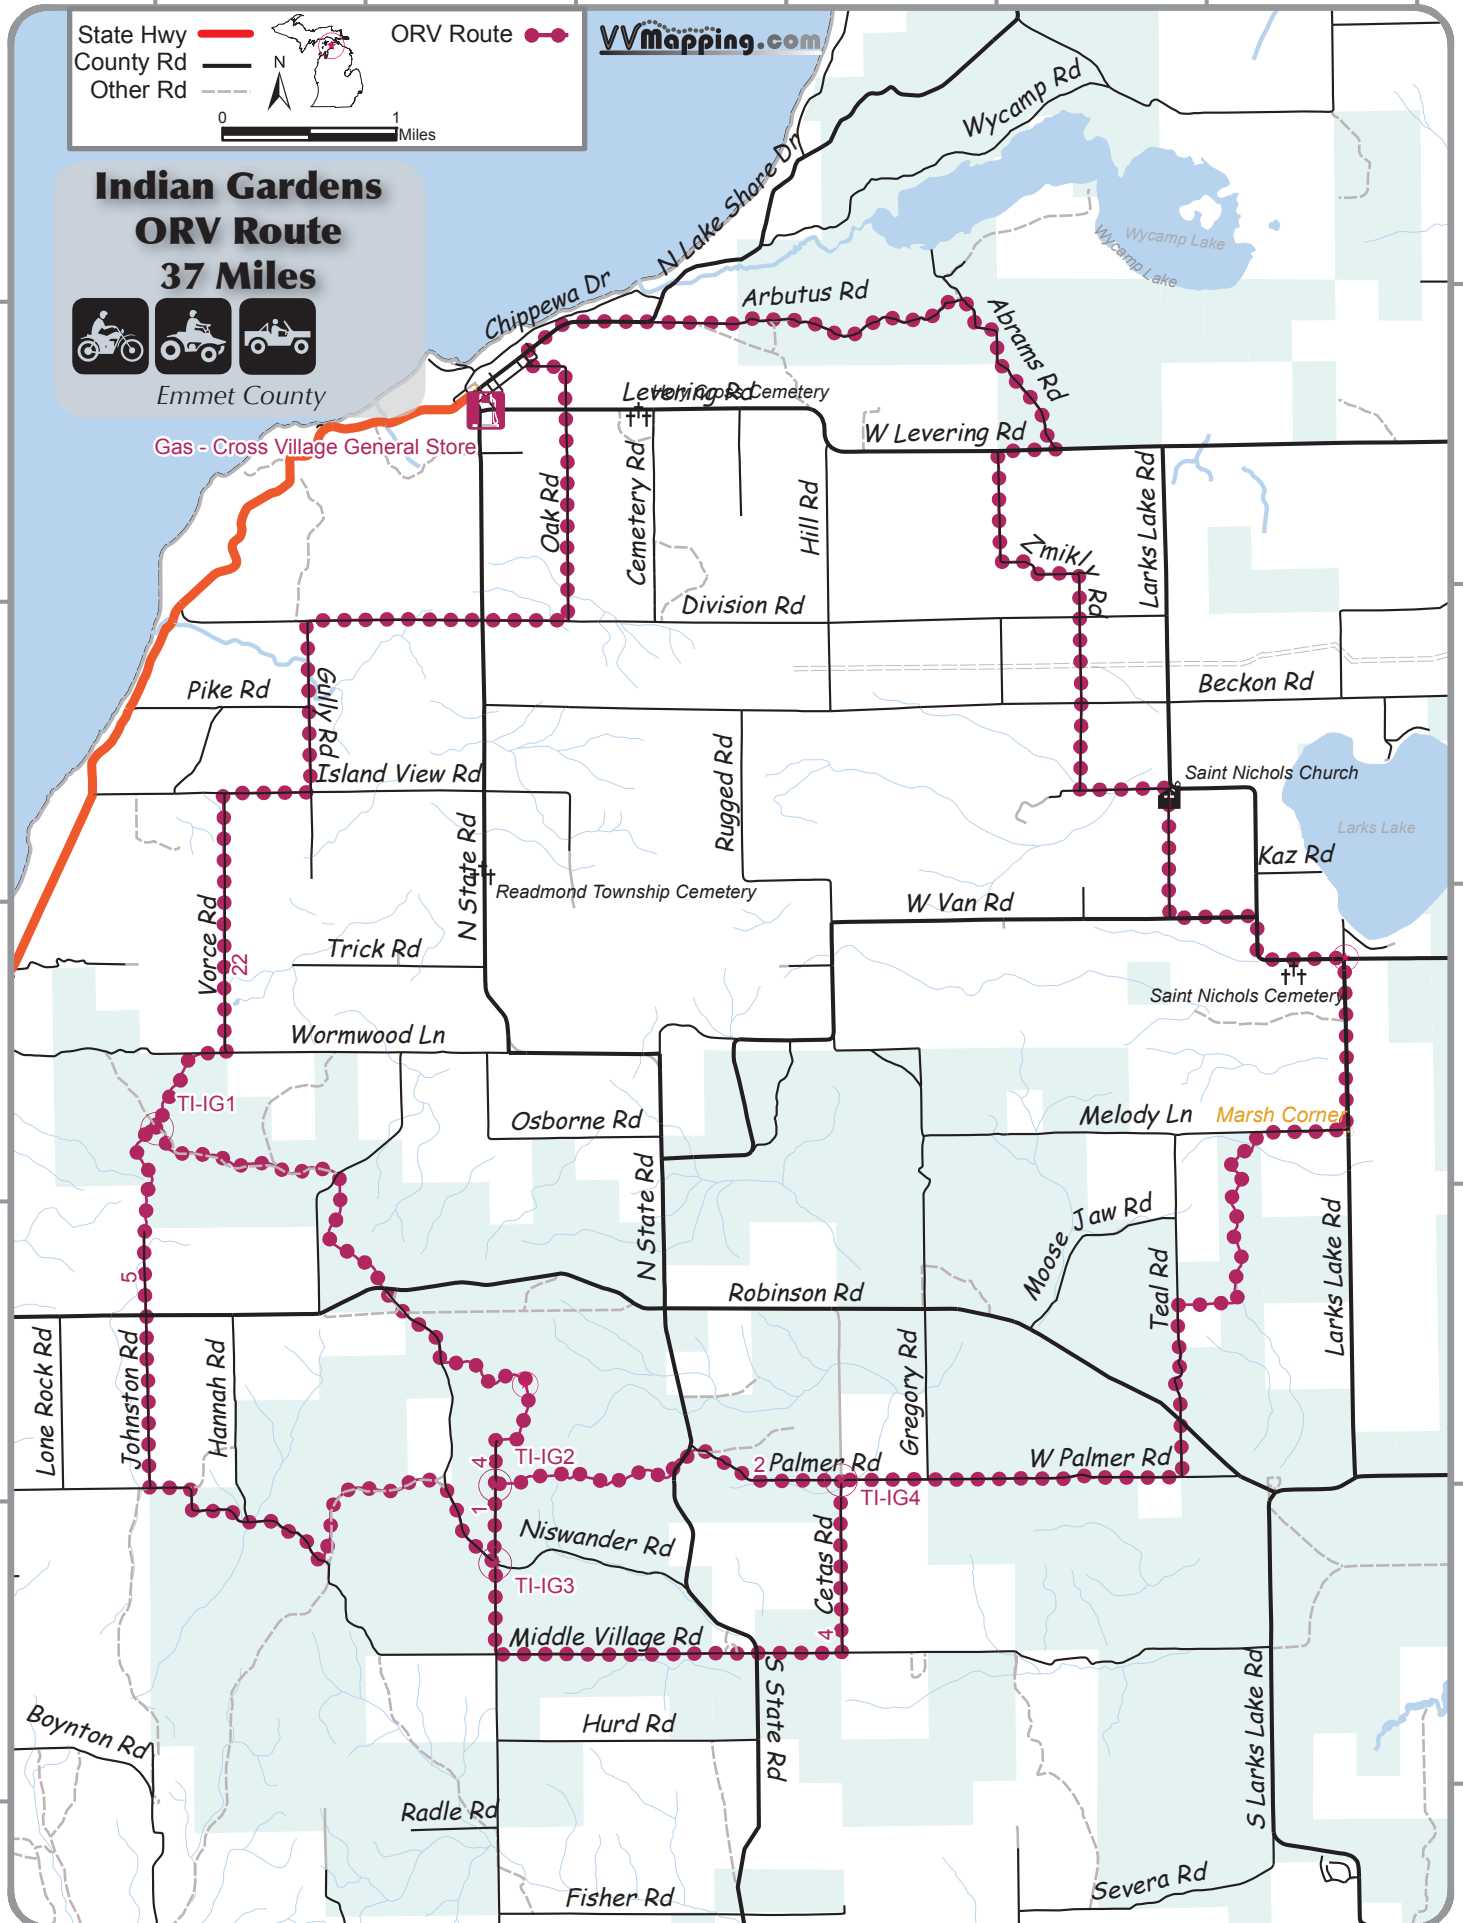 State Hwy
County Rd
Other Rd
N
ORV Route
0 1
Miles
VVMapping.com
Indian Gardens
ORV Route
37 Miles
Emmet County
Wycamp Rd
N Lake Shore Dr
Wycamp Lake
Wycamp Lake
Chippewa Dr
Arbutus Rd
Abrams Rd
Levering Rd
Holy Cross Cemetery
W Levering Rd
Gas - Cross Village General Store
Oak Rd
Cemetery Rd
Hill Rd
Larks Lake Rd
Zmikly Rd
Division Rd
Pike Rd
Gully Rd
Beckon Rd
Island View Rd
Rugged Rd
Saint Nichols Church
Larks Lake
Kaz Rd
N State Rd
Readmond Township Cemetery
W Van Rd
Vorce Rd
22
Trick Rd
Saint Nichols Cemetery
Wormwood Ln
TI-IG1
Osborne Rd
Melody Ln
Marsh Corner
N State Rd
Moose Jaw Rd
Larks Lake Rd
5
Teal Rd
Robinson Rd
Lone Rock Rd
Johnston Rd
Hannah Rd
Gregory Rd
TI-IG2
4
2
Palmer Rd
W Palmer Rd
TI-IG4
1
Niswander Rd
Cetas Rd
TI-IG3
4
Middle Village Rd
S State Rd
S Larks Lake Rd
Boynton Rd
Hurd Rd
Radle Rd
Severa Rd
Fisher Rd